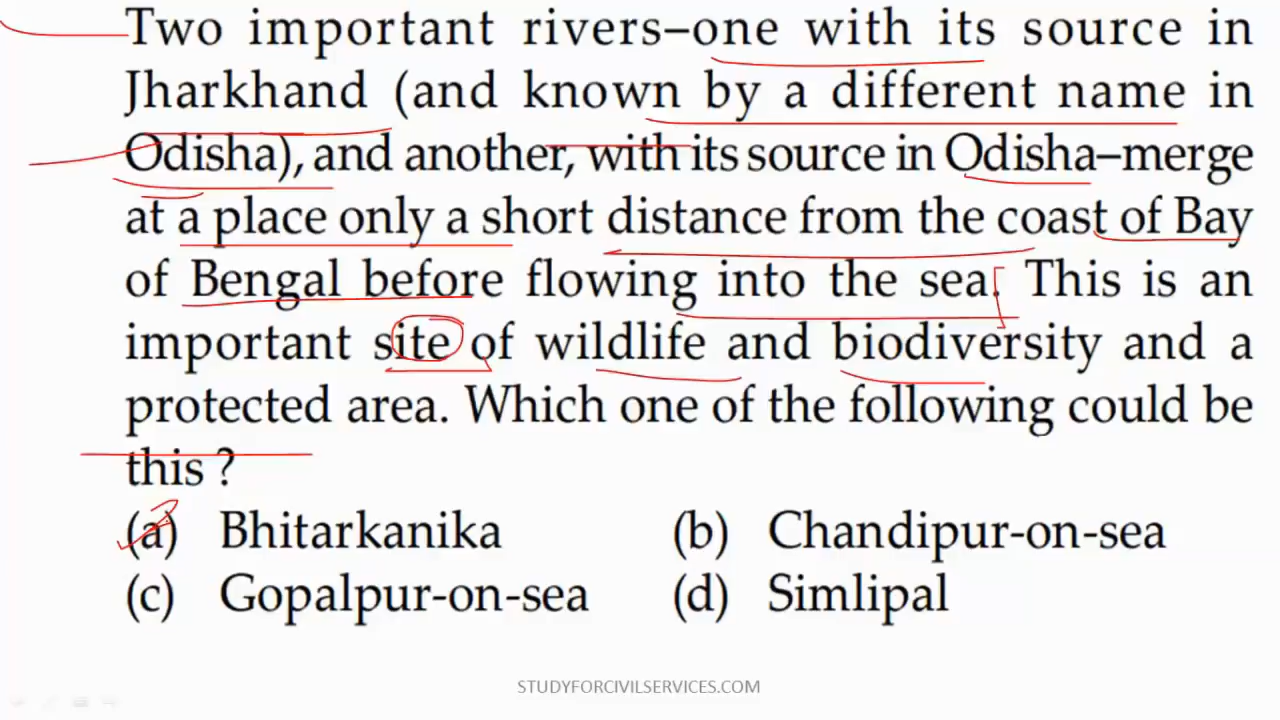 Two important rivers–one with its source in
Jharkhand (and known by a different name in
Odisha), and another, with its source in Odisha–merge
at a place only a short distance from the coast of Bay
of Bengal before flowing into the sea. This is an
important site of wildlife and biodiversity and a
protected area. Which one of the following could be
this ?
(a) Bhitarkanika (b) Chandipur-on-sea
(c) Gopalpur-on-sea (d) Simlipal
STUDYFORCIVILSERVICES.COM